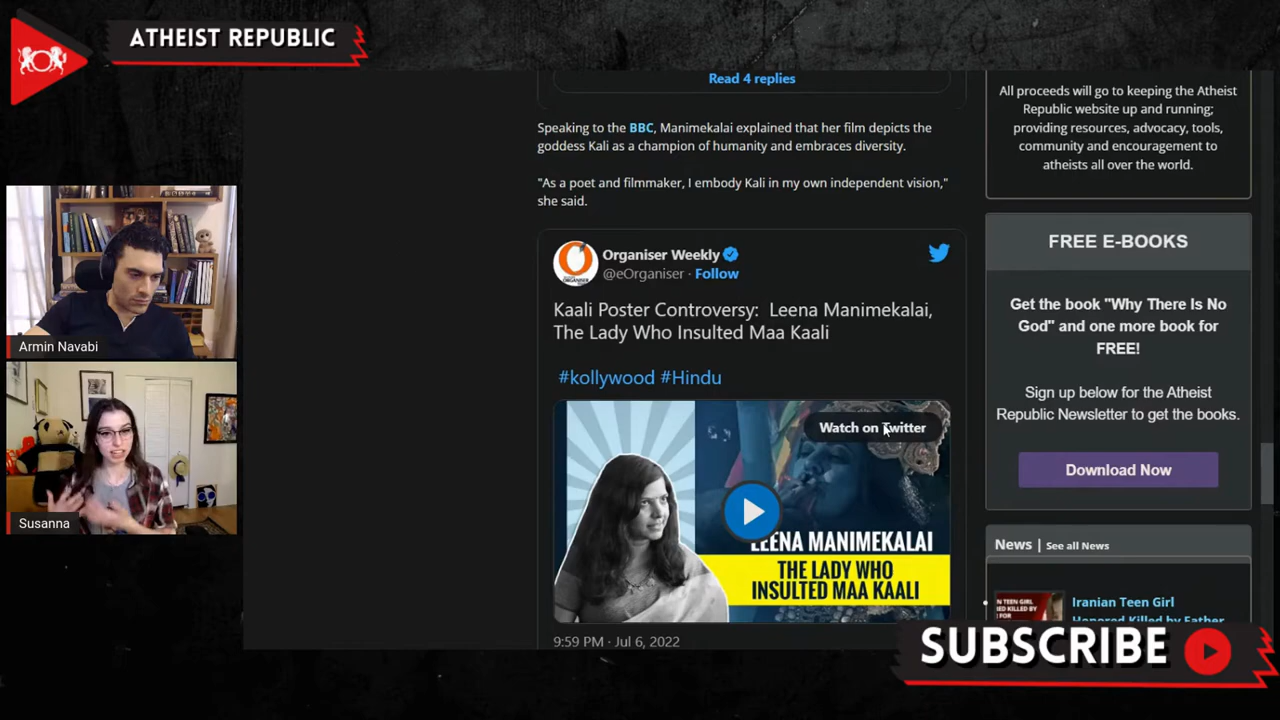 ATHEIST REPUBLIC
Read 4 replies
Speaking to the BBC, Manimekalai explained that her film depicts the
goddess Kali as a champion of humanity and embraces diversity.
"As a poet and filmmaker, I embody Kali in my own independent vision,"
she said.
Organiser Weekly
@eOrganiser · Follow
Kaali Poster Controversy: Leena Manimekalai,
The Lady Who Insulted Maa Kaali
#kollywood #Hindu
Watch on Twitter
LEENA MANIMEKALAI
THE LADY WHO
INSULTED MAA KAALI
9:59 PM · Jul 6, 2022
All proceeds will go to keeping the Atheist
Republic website up and running;
providing resources, advocacy, tools,
community and encouragement to
atheists all over the world.
FREE E-BOOKS
Get the book "Why There Is No
God" and one more book for
FREE!
Sign up below for the Atheist
Republic Newsletter to get the books.
Download Now
News | See all News
Iranian Teen Girl
Honored Killed by Father
Armin Navabi
Susanna
SUBSCRIBE